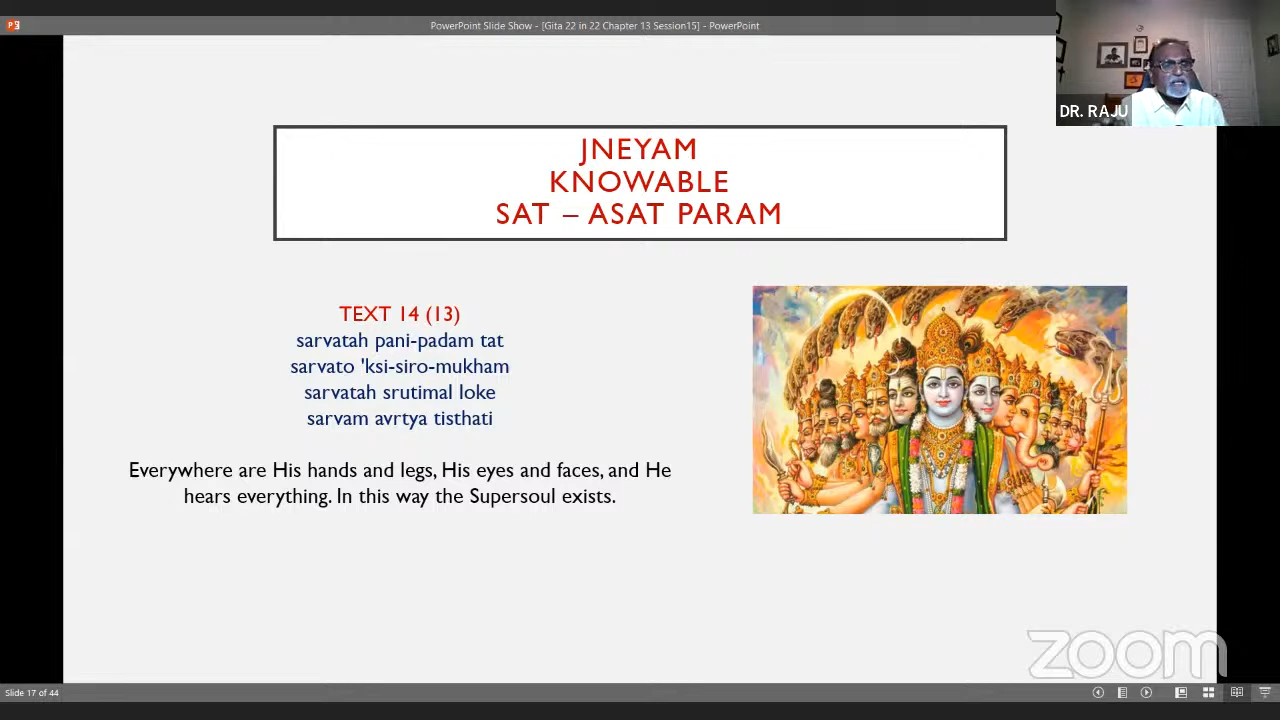 PowerPoint Slide Show - [Gita 22 in 22 Chapter 13 Session15] - PowerPoint
DR. RAJU
JNEYAM
KNOWABLE
SAT – ASAT PARAM
TEXT 14 (13)
sarvatah pani-padam tat
sarvato 'ksi-siro-mukham
sarvatah srutimal loke
sarvam avrtya tisthati
Everywhere are His hands and legs, His eyes and faces, and He
hears everything. In this way the Supersoul exists.
zoom
Slide 17 of 44